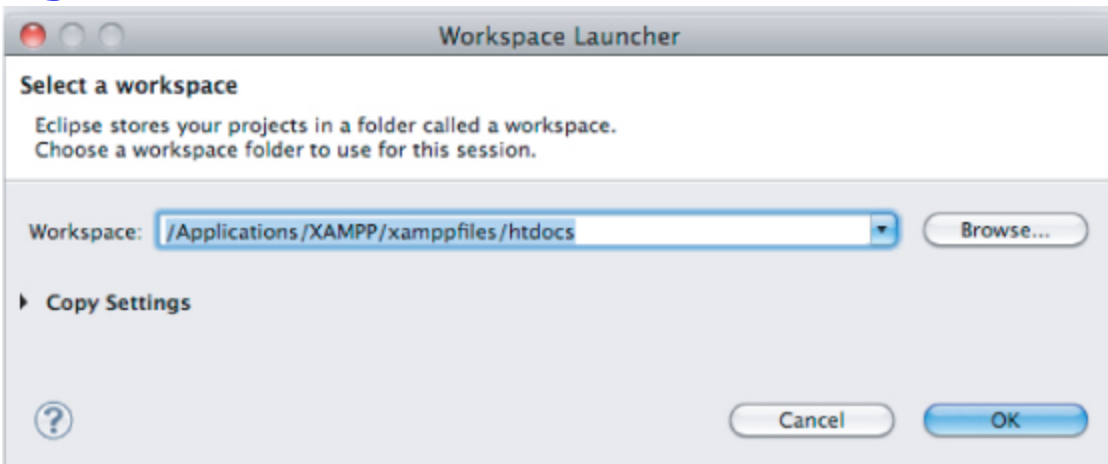 Workspace Launcher
Select a workspace
Eclipse stores your projects in a folder called a workspace.
Choose a workspace folder to use for this session.
Workspace: /Applications/XAMPP/xamppfiles/htdocs Browse...
Copy Settings
? Cancel OK